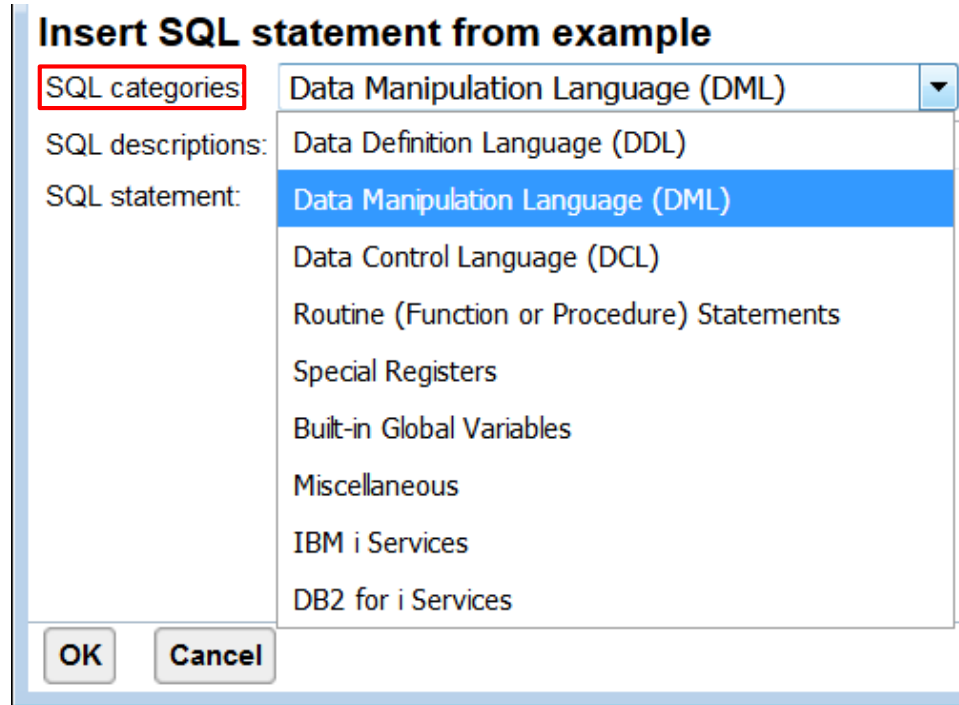 Insert SQL statement from example
SQL categories: Data Manipulation Language (DML)
SQL descriptions: Data Definition Language (DDL)
SQL statement: Data Manipulation Language (DML)
Data Control Language (DCL)
Routine (Function or Procedure) Statements
Special Registers
Built-in Global Variables
Miscellaneous
IBM i Services
DB2 for i Services
OK Cancel